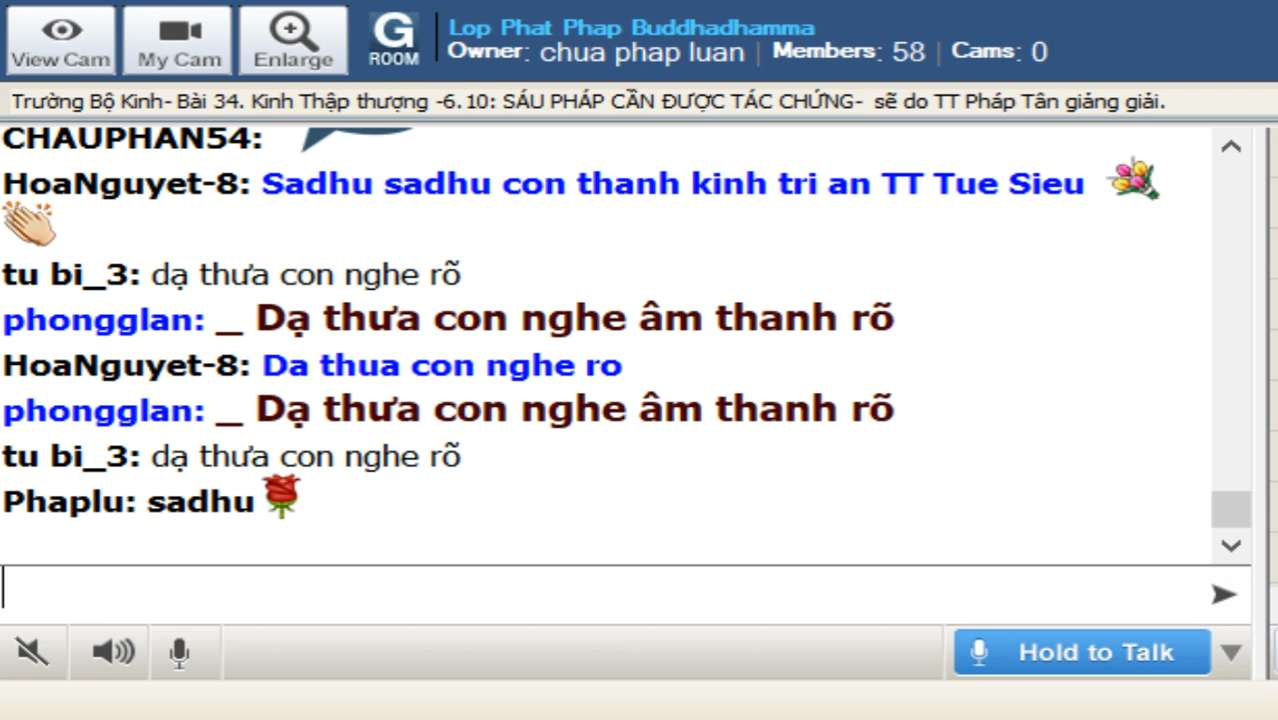 View Cam
My Cam
Enlarge
G
ROOM
Lop Phat Phap Buddhadhamma
Owner: chua phap luan | Members: 58 | Cams: 0
Trường Bộ Kinh- Bài 34. Kinh Thập thượng -6.10: SÁU PHÁP CẦN ĐƯỢC TÁC CHỨNG- sẽ do TT Pháp Tân giảng giải.
CHAUPHAN54:
HoaNguyet-8: Sadhu sadhu con thanh kinh tri an TT Tue Sieu
tu bi_3: dạ thưa con nghe rõ
phongglan: _ Dạ thưa con nghe âm thanh rõ
HoaNguyet-8: Da thua con nghe ro
phongglan: _ Dạ thưa con nghe âm thanh rõ
tu bi_3: dạ thưa con nghe rõ
Phaplu: sadhu
Hold to Talk